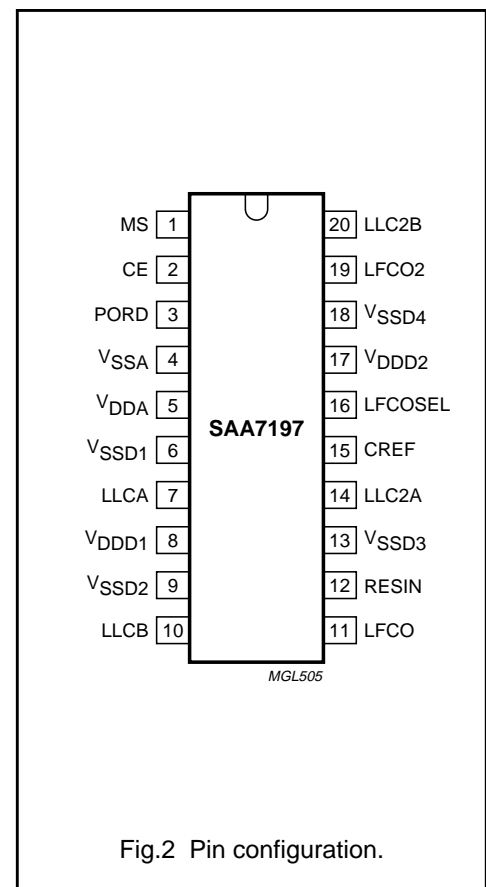 MS 1 20 LLC2B
CE 2 19 LFCO2
PORD 3 18 VSSD4
VSSA 4 17 VDDD2
VDDA 5 16 LFCOSEL
SAA7197
VSSD1 6 15 CREF
LLCA 7 14 LLC2A
VDDD1 8 13 VSSD3
VSSD2 9 12 RESIN
LLCB 10 11 LFCO
MGL505
Fig.2 Pin configuration.